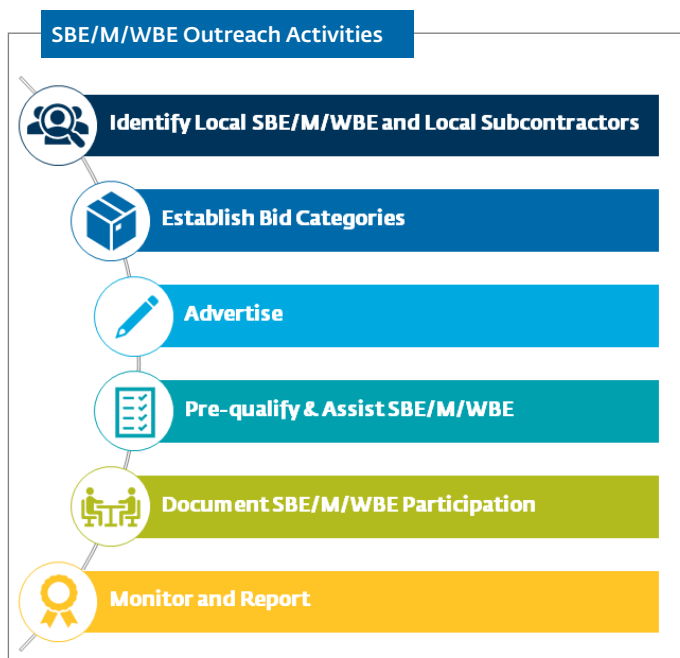 SBE/M/WBE Outreach Activities
Identify Local SBE/M/WBE and Local Subcontractors
Establish Bid Categories
Advertise
Pre-qualify & Assist SBE/M/WBE
Document SBE/M/WBE Participation
Monitor and Report